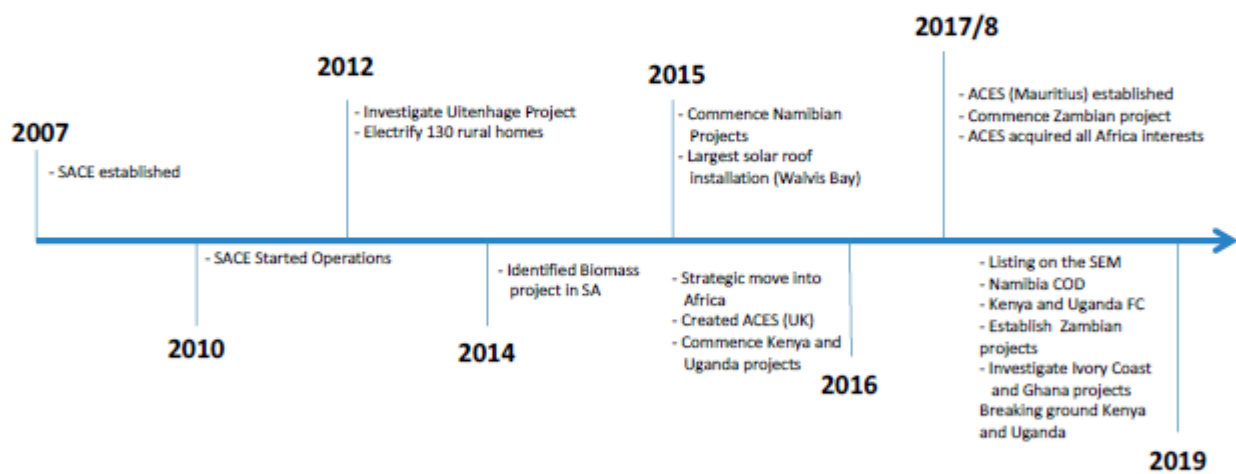 2007
- SACE established
2010
- SACE Started Operations
2012
- Investigate Uitenhage Project
- Electrify 130 rural homes
2014
- Identified Biomass
project in SA
2015
- Commence Namibian
Projects
- Largest solar roof
installation (Walvis Bay)
2016
- Strategic move into
Africa
- Created ACES (UK)
- Commence Kenya and
Uganda projects
2017/8
- ACES (Mauritius) established
- Commence Zambian project
- ACES acquired all Africa interests
2019
- Listing on the SEM
- Namibia COD
- Kenya and Uganda FC
- Establish Zambian
projects
- Investigate Ivory Coast
and Ghana projects
Breaking ground Kenya
and Uganda